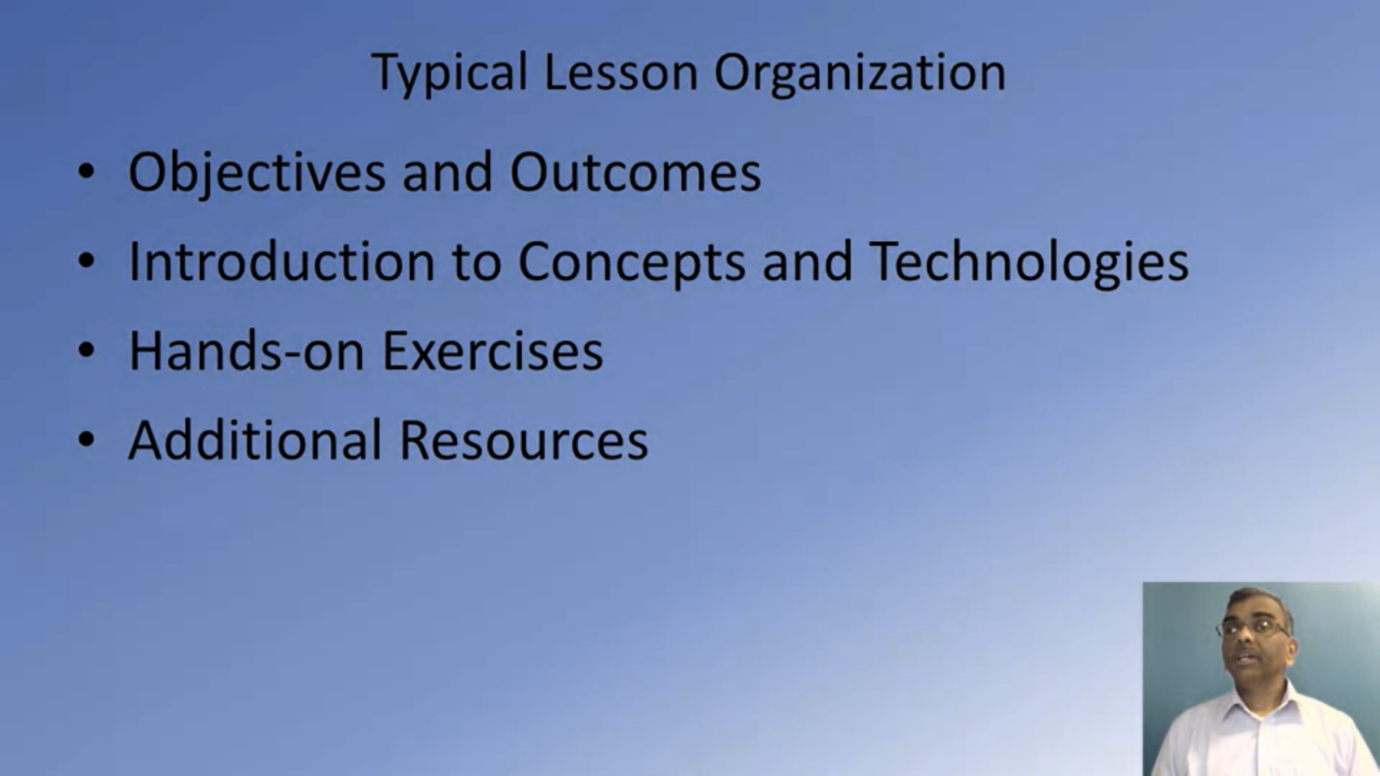 Typical Lesson Organization
• Objectives and Outcomes
• Introduction to Concepts and Technologies
• Hands-on Exercises
• Additional Resources